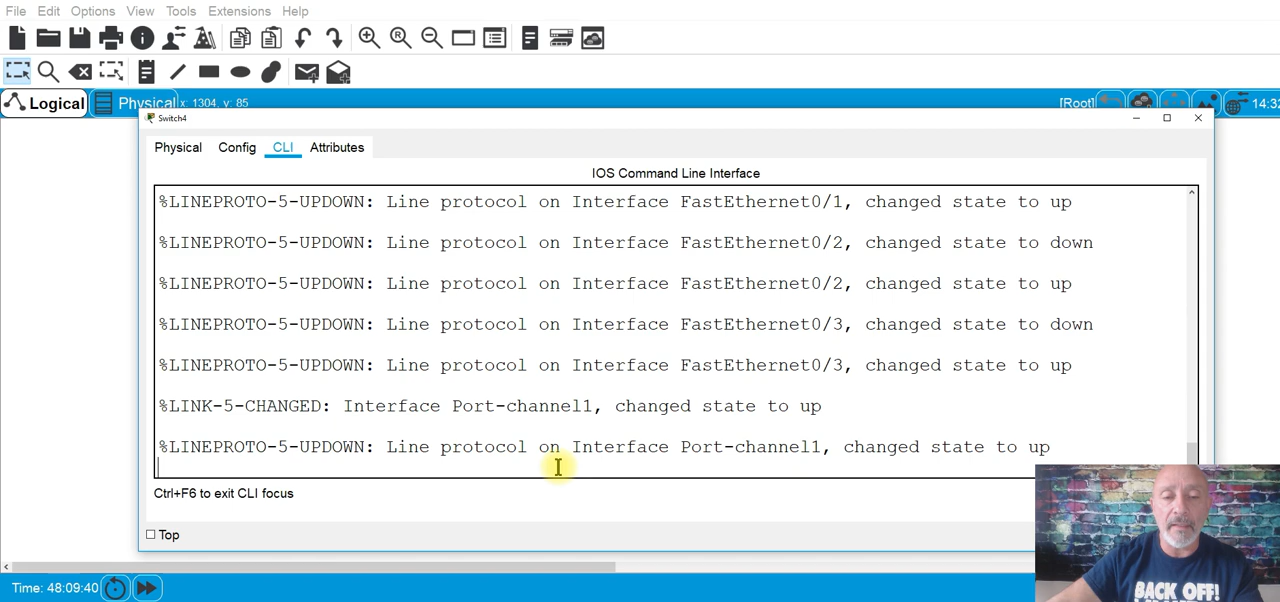 File Edit Options View Tools Extensions Help
Logical Physical x: 1304, y: 85 [Root] 14:32
Switch4
Physical Config CLI Attributes
IOS Command Line Interface
%LINEPROTO-5-UPDOWN: Line protocol on Interface FastEthernet0/1, changed state to up
%LINEPROTO-5-UPDOWN: Line protocol on Interface FastEthernet0/2, changed state to down
%LINEPROTO-5-UPDOWN: Line protocol on Interface FastEthernet0/2, changed state to up
%LINEPROTO-5-UPDOWN: Line protocol on Interface FastEthernet0/3, changed state to down
%LINEPROTO-5-UPDOWN: Line protocol on Interface FastEthernet0/3, changed state to up
%LINK-5-CHANGED: Interface Port-channel1, changed state to up
%LINEPROTO-5-UPDOWN: Line protocol on Interface Port-channel1, changed state to up
Ctrl+F6 to exit CLI focus
Top
Time: 48:09:40
BACK OFF!